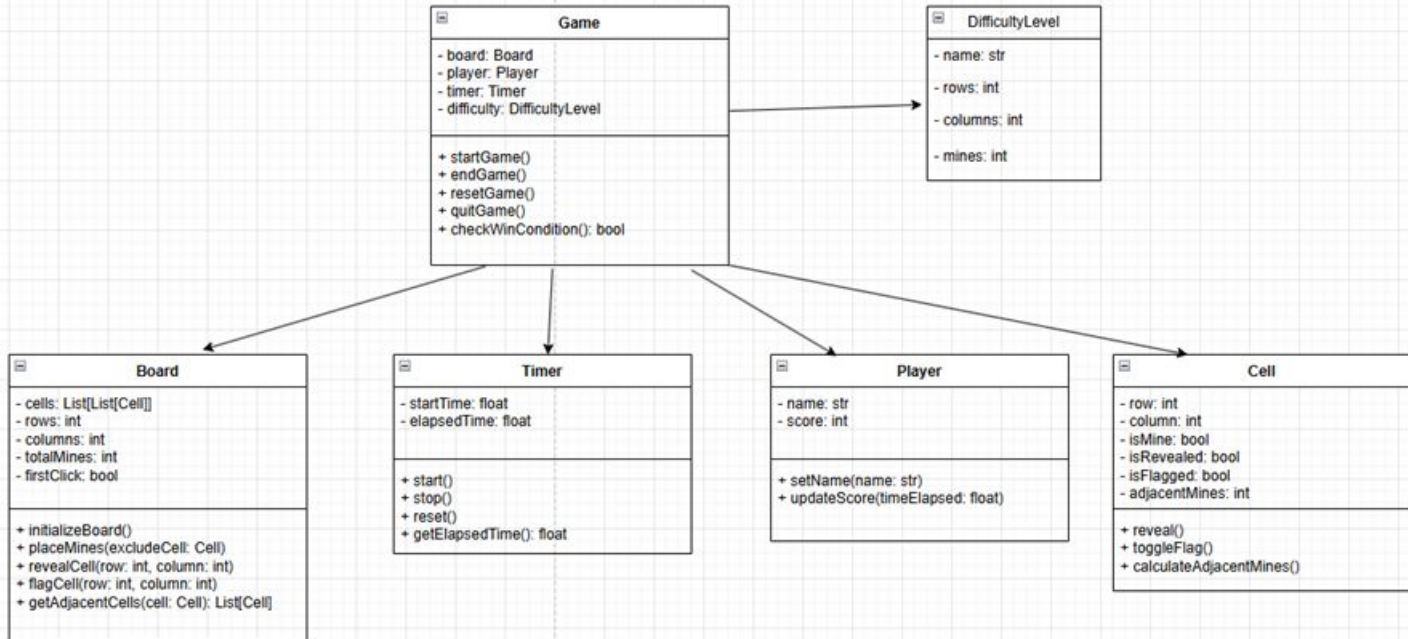 Game
- board: Board
- player: Player
- timer: Timer
- difficulty: DifficultyLevel
+ startGame()
+ endGame()
+ resetGame()
+ quitGame()
+ checkWinCondition(): bool
DifficultyLevel
- name: str
- rows: int
- columns: int
- mines: int
Board
- cells: List[List[Cell]]
- rows: int
- columns: int
- totalMines: int
- firstClick: bool
+ initializeBoard()
+ placeMines(excludeCell: Cell)
+ revealCell(row: int, column: int)
+ flagCell(row: int, column: int)
+ getAdjacentCells(cell: Cell): List[Cell]
Timer
- startTime: float
- elapsedTime: float
+ start()
+ stop()
+ reset()
+ getElapsedTime(): float
Player
- name: str
- score: int
+ setName(name: str)
+ updateScore(timeElapsed: float)
Cell
- row: int
- column: int
- isMine: bool
- isRevealed: bool
- isFlagged: bool
- adjacentMines: int
+ reveal()
+ toggleFlag()
+ calculateAdjacentMines()